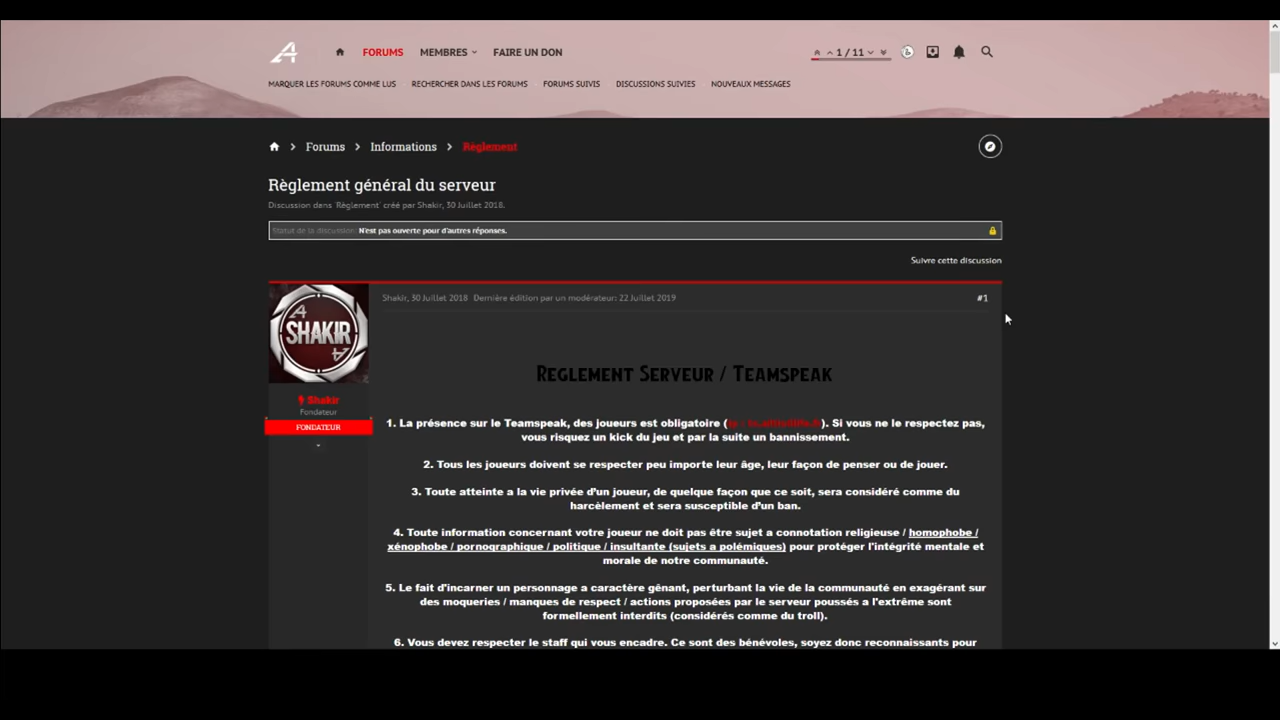 FORUMS
MEMBRES
FAIRE UN DON
1 / 11
MARQUER LES FORUMS COMME LUS
RECHERCHER DANS LES FORUMS
FORUMS SUIVIS
DISCUSSIONS SUIVIES
NOUVEAUX MESSAGES
Forums
Informations
Règlement
Règlement général du serveur
Discussion dans 'Règlement' créé par Shakir, 30 Juillet 2018.
Statut de la discussion: N'est pas ouverte pour d'autres réponses.
Suivre cette discussion
SHAKIR
Shakir
Fondateur
FONDATEUR
Shakir, 30 Juillet 2018 Dernière édition par un modérateur: 22 Juillet 2019
#1
REGLEMENT SERVEUR / TEAMSPEAK
1. La présence sur le Teamspeak, des joueurs est obligatoire ( ). Si vous ne le respectez pas,
vous risquez un kick du jeu et par la suite un bannissement.
2. Tous les joueurs doivent se respecter peu importe leur âge, leur façon de penser ou de jouer.
3. Toute atteinte a la vie privée d'un joueur, de quelque façon que ce soit, sera considéré comme du
harcèlement et sera susceptible d'un ban.
4. Toute information concernant votre joueur ne doit pas être sujet a connotation religieuse / homophobe /
xénophobe / pornographique / politique / insultante (sujets a polémiques) pour protéger l'intégrité mentale et
morale de notre communauté.
5. Le fait d'incarner un personnage a caractère gênant, perturbant la vie de la communauté en exagérant sur
des moqueries / manques de respect / actions proposées par le serveur poussés a l'extrême sont
formellement interdits (considérés comme du troll).
6. Vous devez respecter le staff qui vous encadre. Ce sont des bénévoles, soyez donc reconnaissants pour